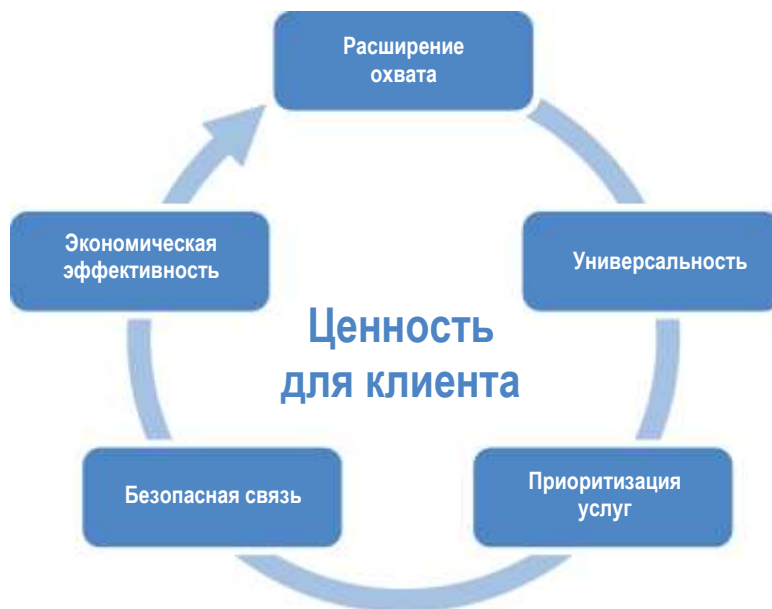 Расширение
охвата
Экономическая
эффективность
Универсальность
Ценность
для клиента
Безопасная связь
Приоритизация
услуг